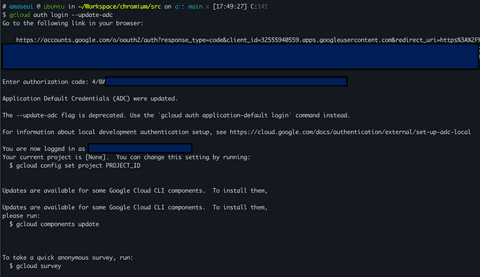 # amoseui @ ubuntu in ~/Workspace/chromium/src on git:main x [17:49:27] C:141
$ gcloud auth login --update-adc
Go to the following link in your browser:
https://accounts.google.com/o/oauth2/auth?response_type=code&client_id=32555940559.apps.googleusercontent.com&redirect_uri=https%3A%2F%
Enter authorization code: 4/0A
Application Default Credentials (ADC) were updated.
The --update-adc flag is deprecated. Use the `gcloud auth application-default login` command instead.
For information about local development authentication setup, see https://cloud.google.com/docs/authentication/external/set-up-adc-local
You are now logged in as
Your current project is [None].  You can change this setting by running:
$ gcloud config set project PROJECT_ID
Updates are available for some Google Cloud CLI components.  To install them,
Updates are available for some Google Cloud CLI components.  To install them,
please run:
$ gcloud components update
To take a quick anonymous survey, run:
$ gcloud survey